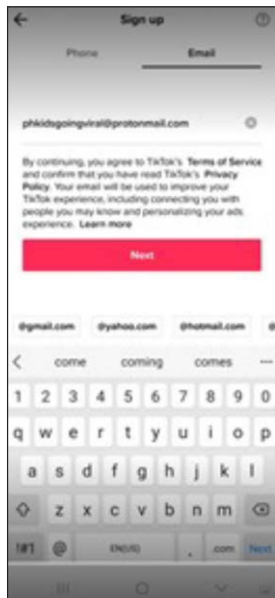 Sign up
Phone Email
phkidsgoingviral@protonmail.com
By continuing, you agree to TikTok's Terms of Service
and confirm that you have read TikTok's Privacy
Policy. Your email will be used to improve your
TikTok experience, including connecting you with
people you may know and personalizing your ads
experience. Learn more
Next
@gmail.com @yahoo.com @hotmail.com @
come coming comes
1 2 3 4 5 6 7 8 9 0
q w e r t y u i o p
a s d f g h j k l
z x c v b n m
!#1 @ EN(US) . .com Next